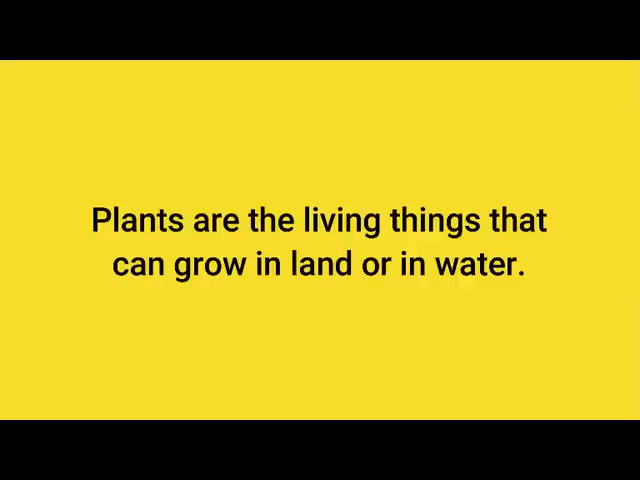 Plants are the living things that
can grow in land or in water.